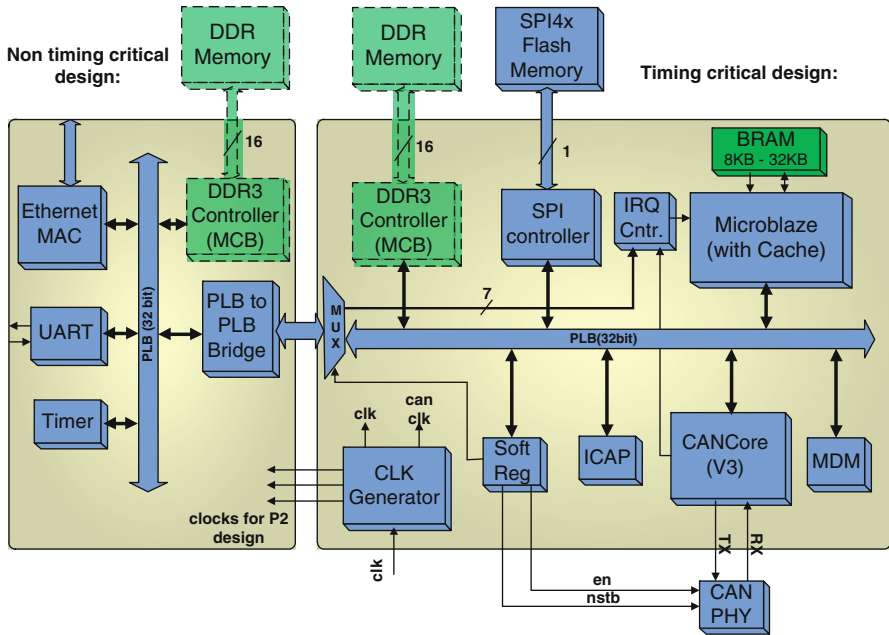 Non timing critical
design:
DDR
Memory
DDR
Memory
SPI4x
Flash
Memory
Timing critical design:
16
16
1
BRAM
8KB - 32KB
Ethernet
MAC
DDR3
Controller
(MCB)
DDR3
Controller
(MCB)
SPI
controller
IRQ
Cntr.
Microblaze
(with Cache)
UART
PLB (32 bit)
PLB to
PLB
Bridge
MUX
7
PLB(32bit)
Timer
clk
can
clk
CLK
Generator
Soft
Reg
ICAP
CANCore
(V3)
MDM
clocks for P2
design
clk
TX
RX
en
nstb
CAN
PHY